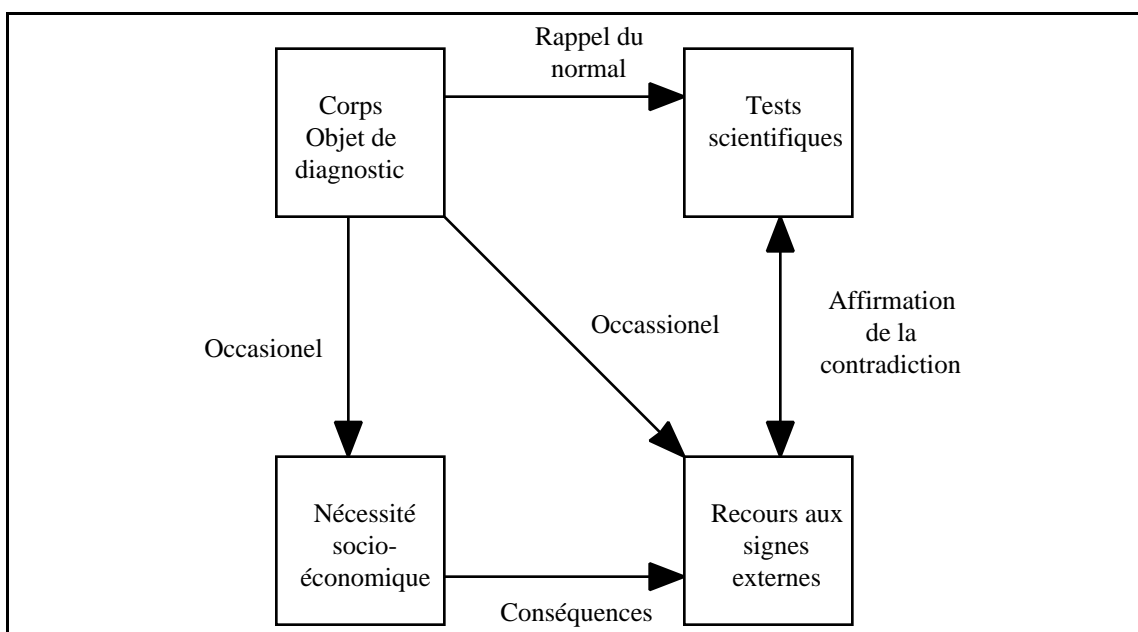 Rappel du
normal
Corps
Objet de
diagnostic
Tests
scientifiques
Occasionel
Occassionel
Affirmation
de la
contradiction
Nécessité
socio-
économique
Recours aux
signes
externes
Conséquences